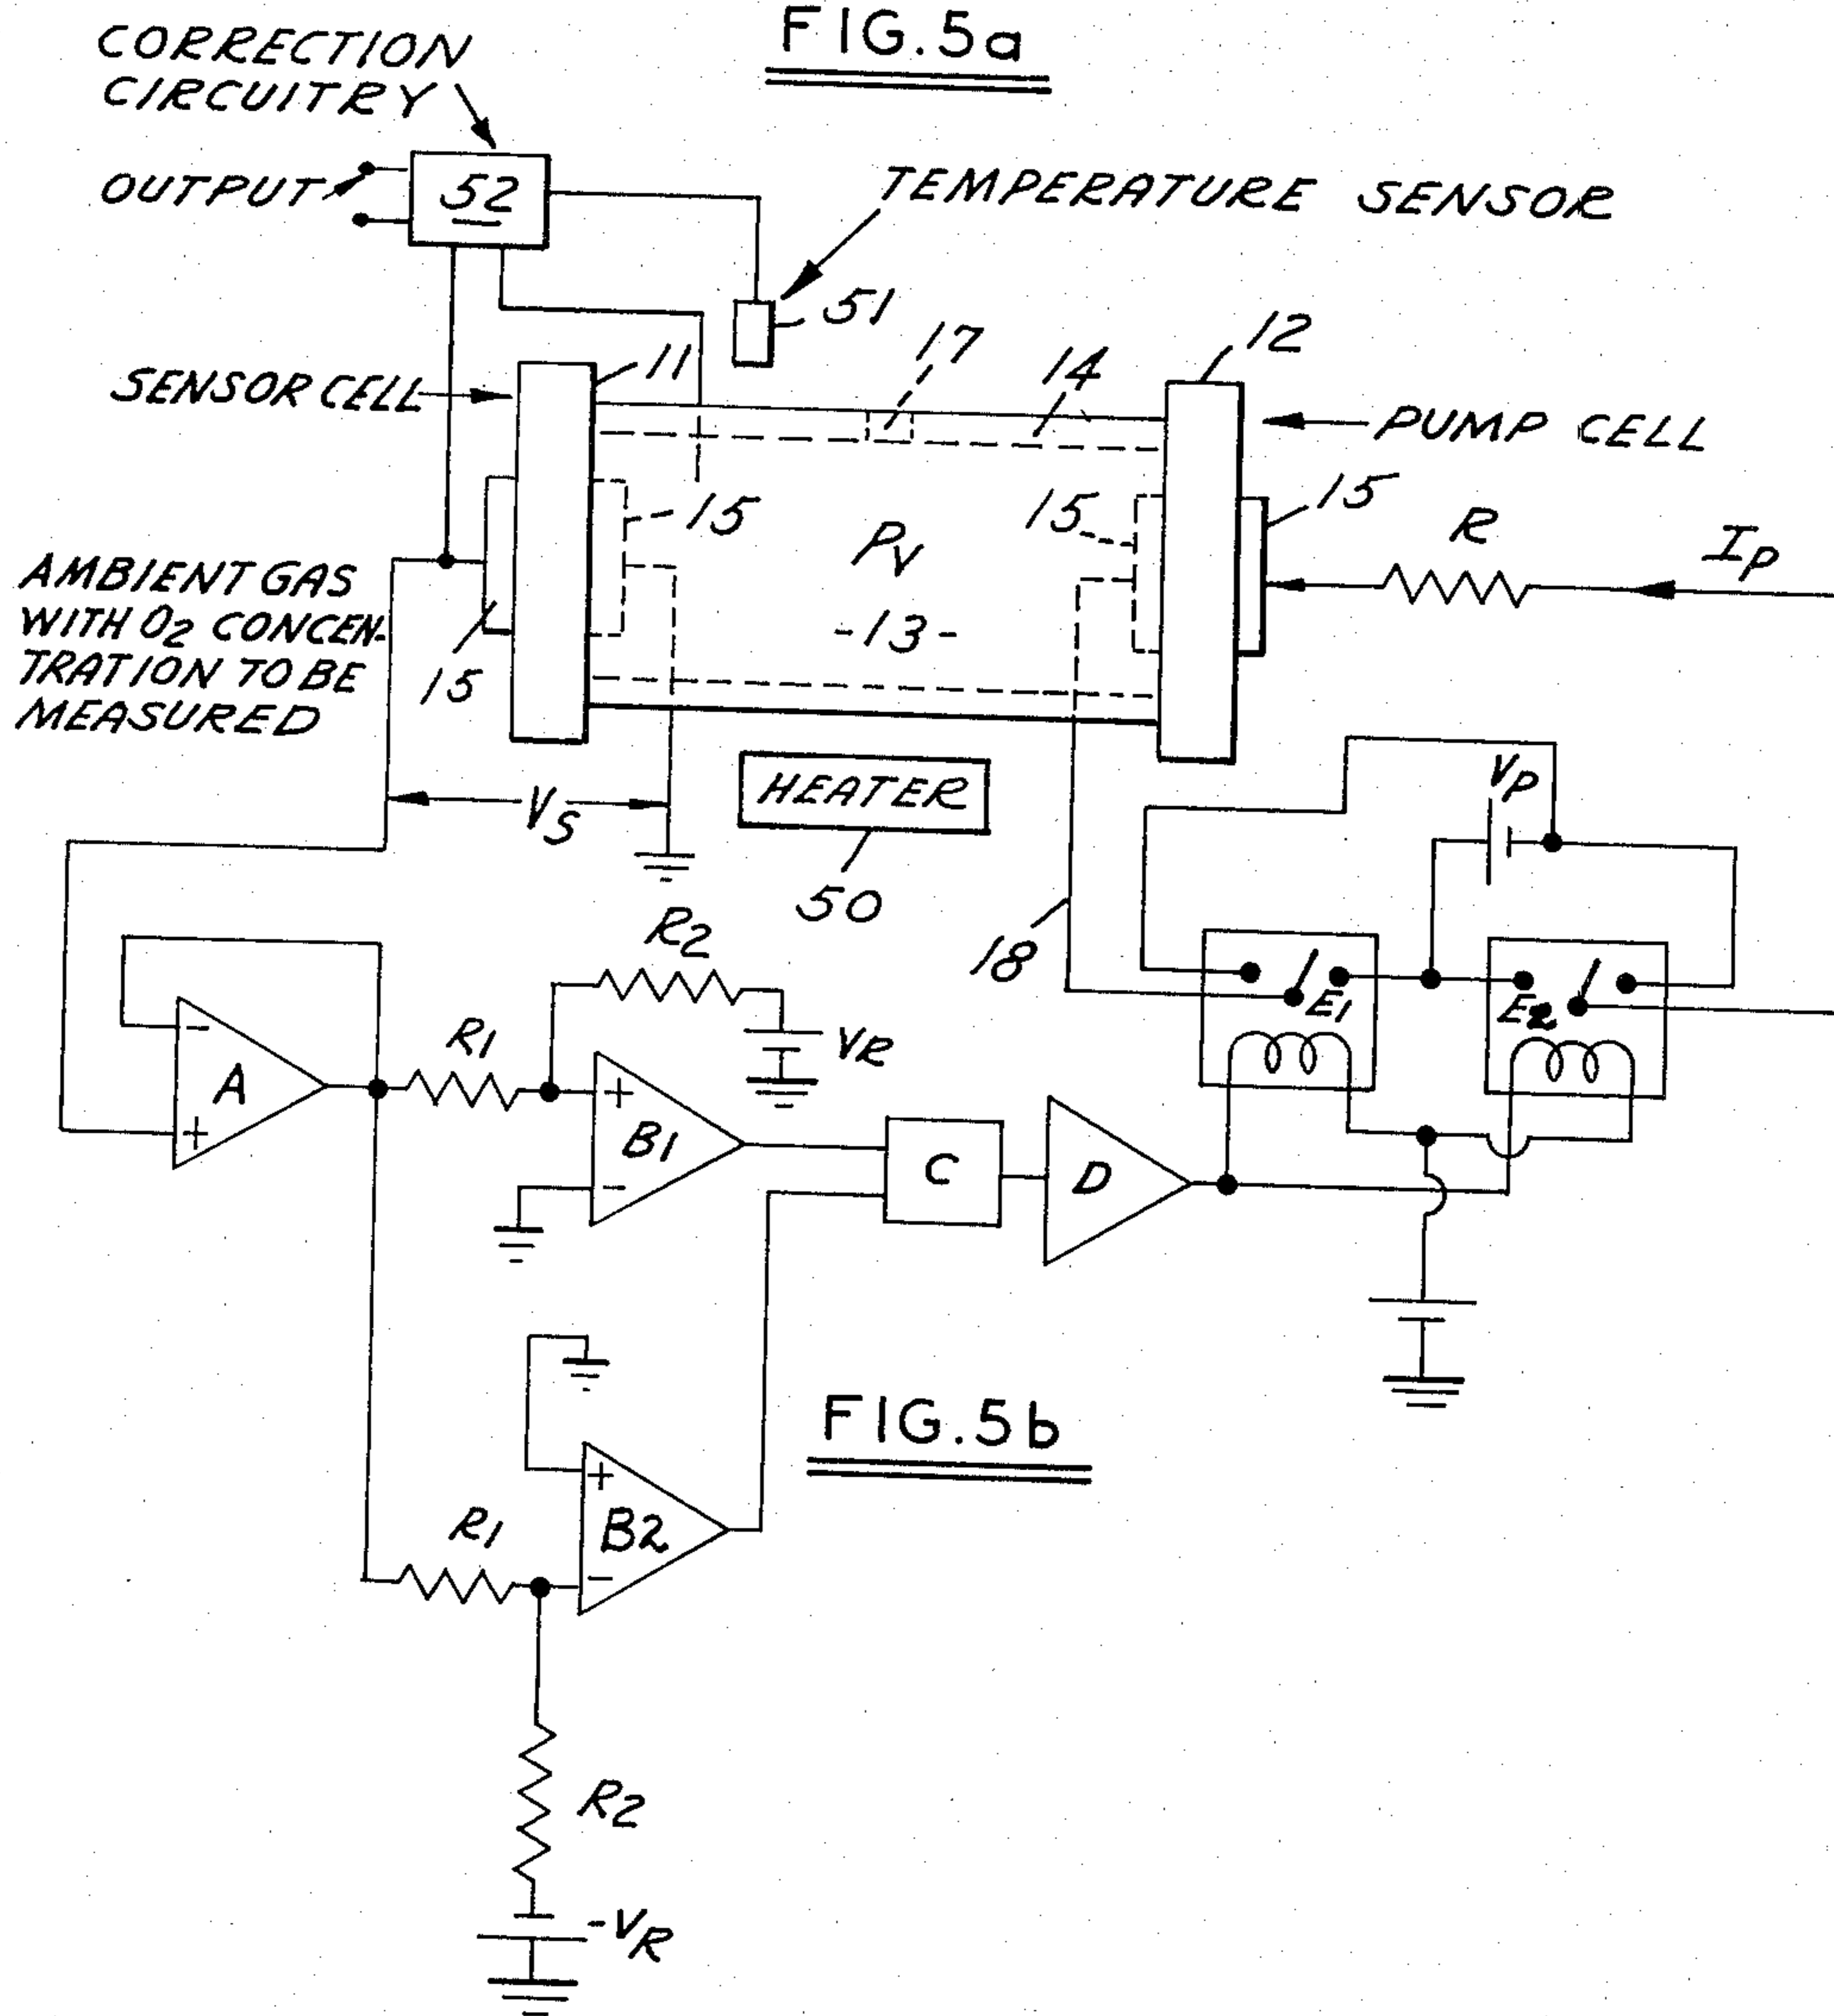 FIG.5a
CORRECTION
CIRCUITRY
OUTPUT
52
TEMPERATURE SENSOR
51
17
14
12
11
SENSOR CELL
PUMP CELL
15
15
15
R
IP
PV
-13-
AMBIENT GAS
WITH O2 CONCEN-
TRATION TO BE
MEASURED
15
VS
HEATER
50
VP
18
R2
E1
E2
VR
R1
+
-
A
+
B1
-
C
D
FIG.5b
+
B2
-
R1
R2
-VR